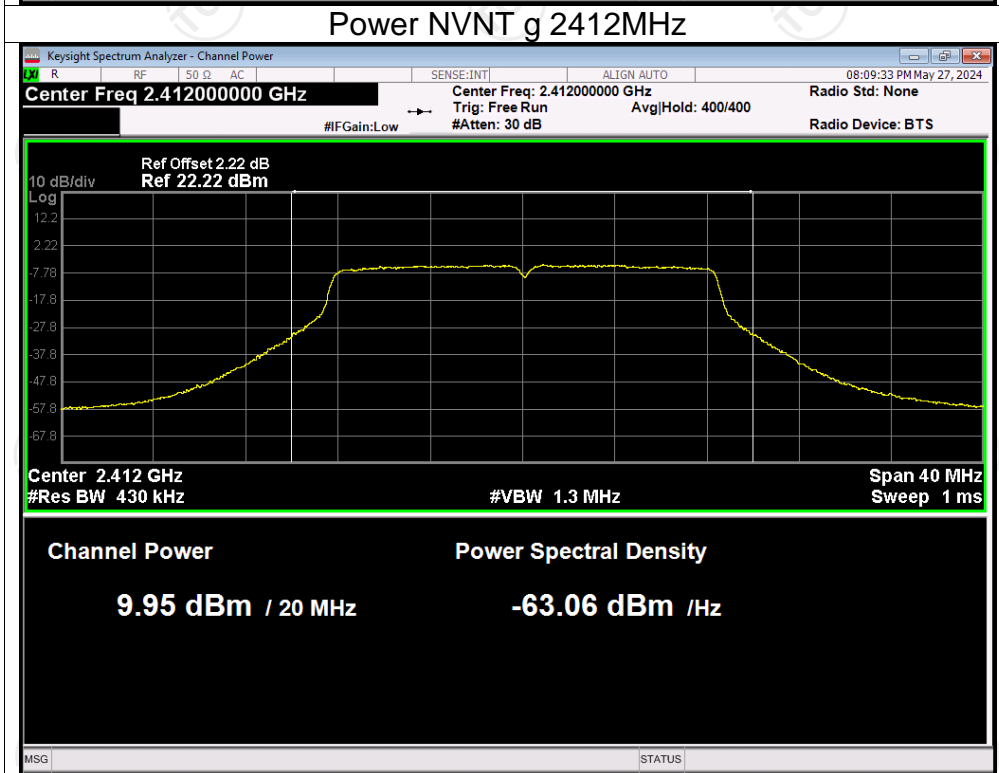 Power NVNT g 2412MHz
Keysight Spectrum Analyzer - Channel Power
LXI R RF 50 Ω AC SENSE:INT ALIGN AUTO 08:09:33 PM May 27, 2024
Center Freq 2.412000000 GHz Center Freq: 2.412000000 GHz Radio Std: None
Trig: Free Run Avg|Hold: 400/400
#IFGain:Low #Atten: 30 dB Radio Device: BTS
Ref Offset 2.22 dB
10 dB/div Ref 22.22 dBm
Log
12.2
2.22
-7.78
-17.8
-27.8
-37.8
-47.8
-57.8
-67.8
Center 2.412 GHz Span 40 MHz
#Res BW 430 kHz #VBW 1.3 MHz Sweep 1 ms
Channel Power Power Spectral Density
9.95 dBm / 20 MHz -63.06 dBm /Hz
MSG STATUS